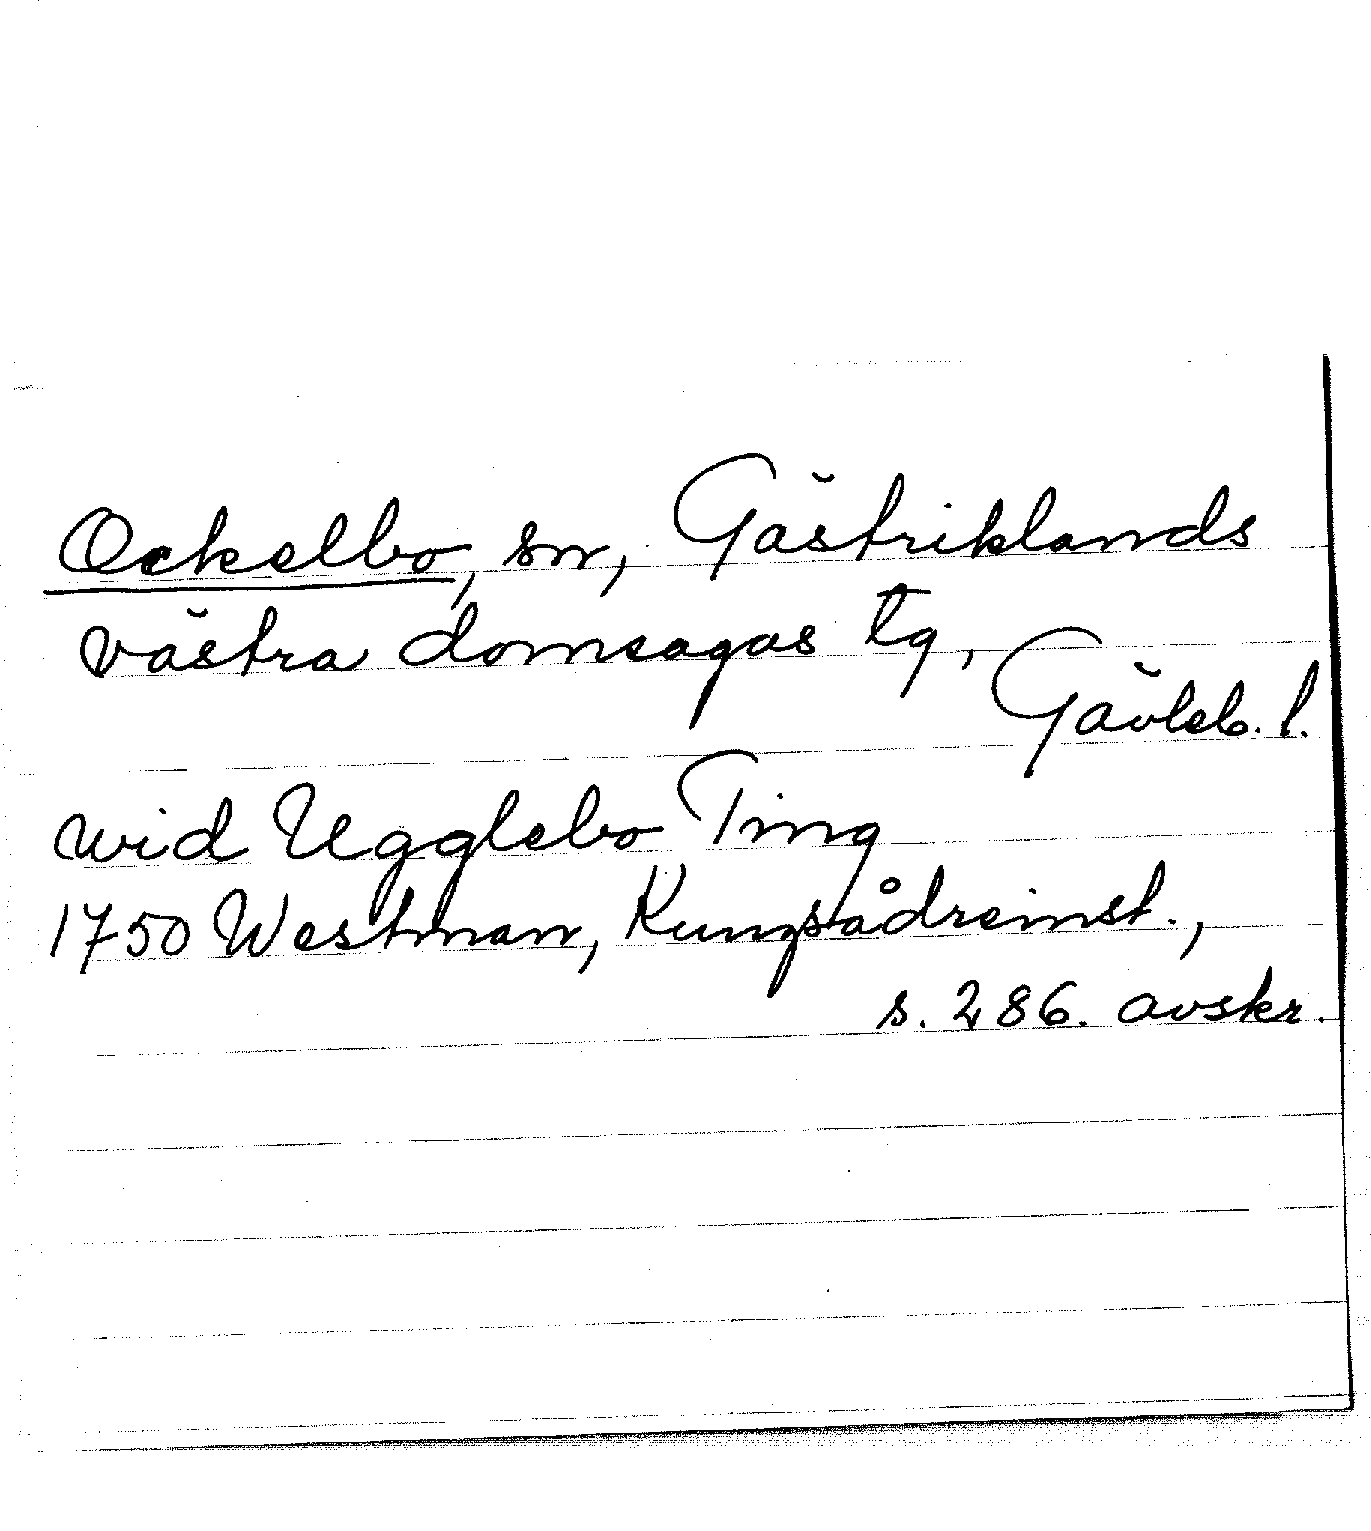 Ockelbo, sn, Gästriklands
västra domsagas tg,
Gävleb. l.
wid Ugglebo Ting
1750 Westman, Kungsådreinst.,
s. 286. avskr.